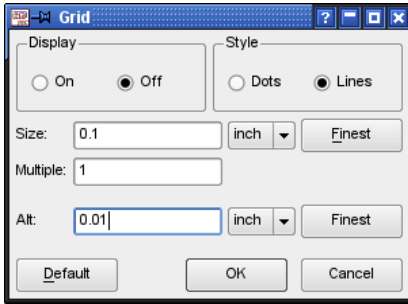 Grid
Display
Style
On
Off
Dots
Lines
Size:
0.1
inch
Finest
Multiple:
1
Alt:
0.01
inch
Finest
Default
OK
Cancel